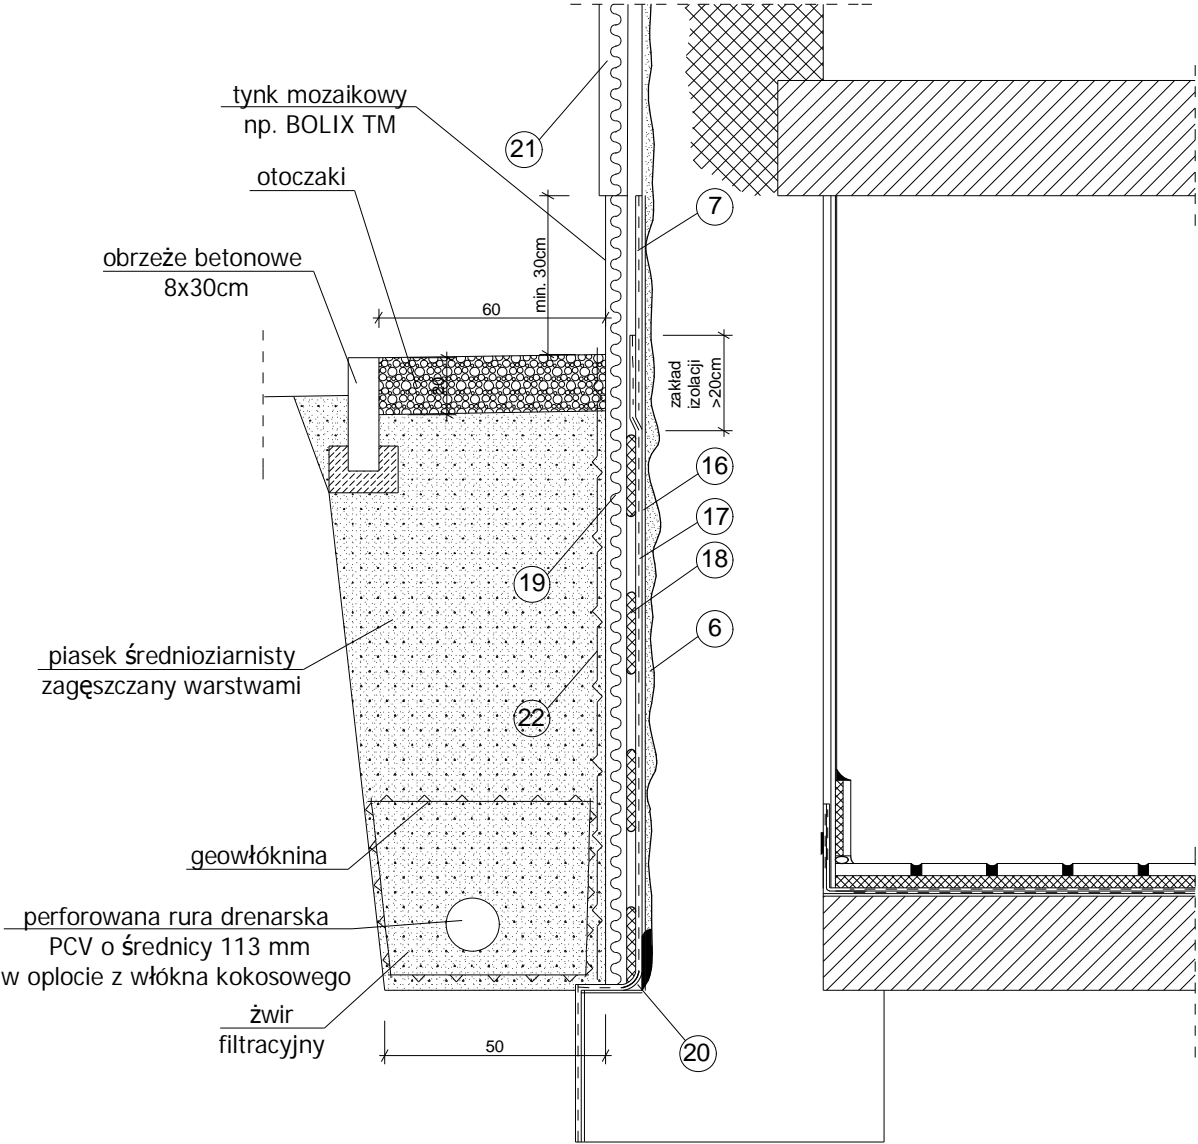 tynk mozaikowy
np. BOLIX TM
21
otoczaki
7
obrzeże betonowe
8x30cm
min. 30cm
60
20
zakład
izolacji
>20cm
16
17
18
19
6
piasek średnioziarnisty
zagęszczany warstwami
22
geowłóknina
perforowana rura drenarska
PCV o średnicy 113 mm
w oplocie z włókna kokosowego
żwir
filtracyjny
50
20